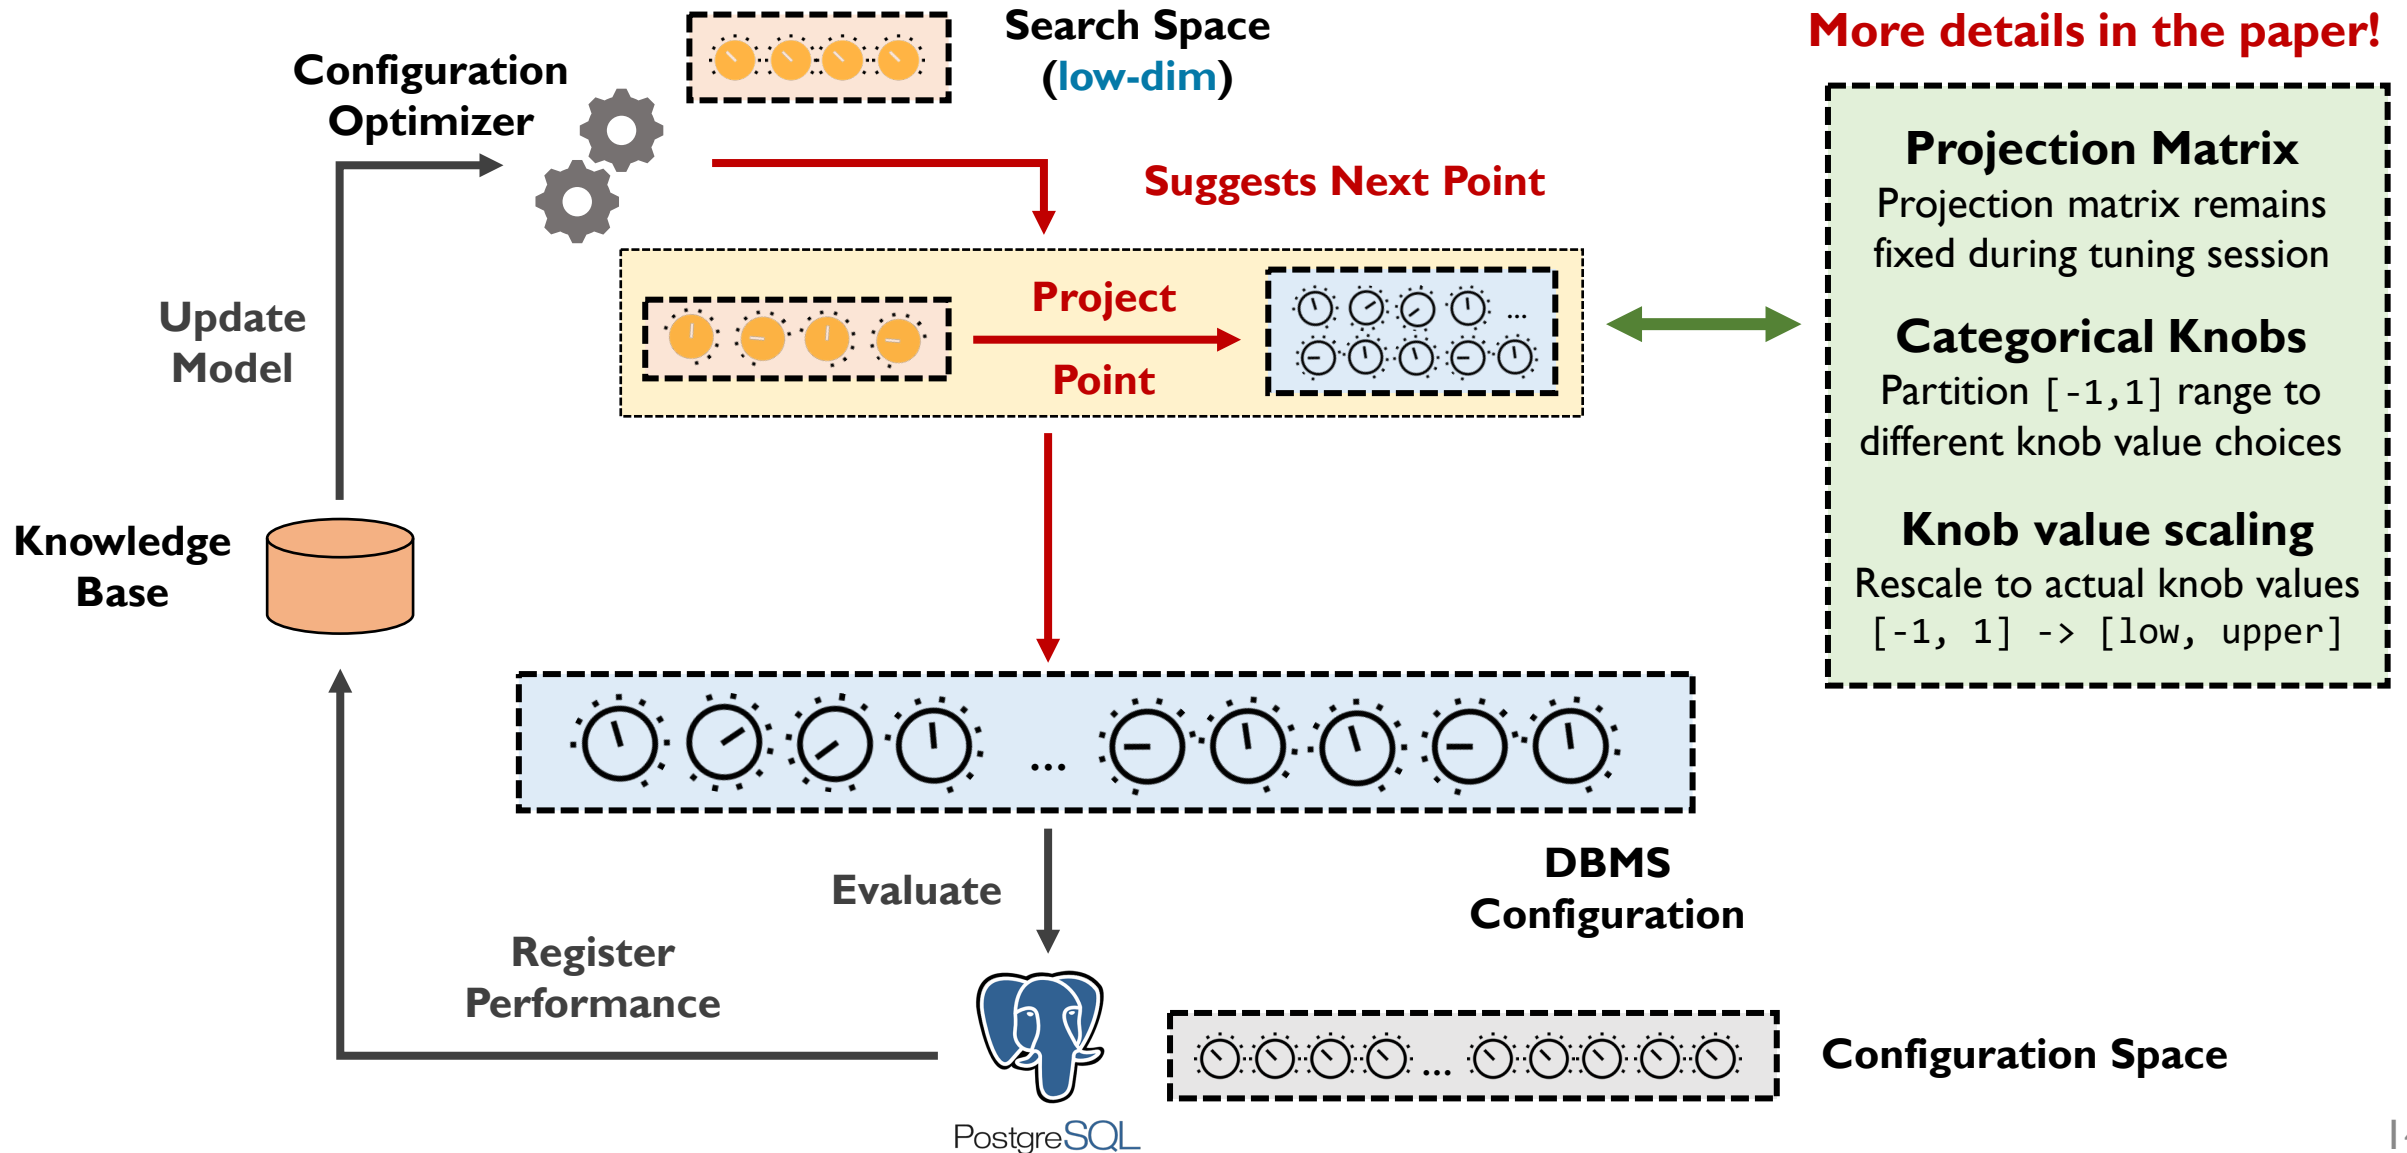 Search Space
(low-dim)
More details in the paper!
Configuration
Optimizer
Suggests Next Point
Projection Matrix
Projection matrix remains
fixed during tuning session
Project
Point
Categorical Knobs
Partition [-1,1] range to
different knob value choices
...
Update
Model
Knob value scaling
Rescale to actual knob values
[-1, 1] -> [low, upper]
Knowledge
Base
...
DBMS
Configuration
Evaluate
Register
Performance
...
Configuration Space
PostgreSQL